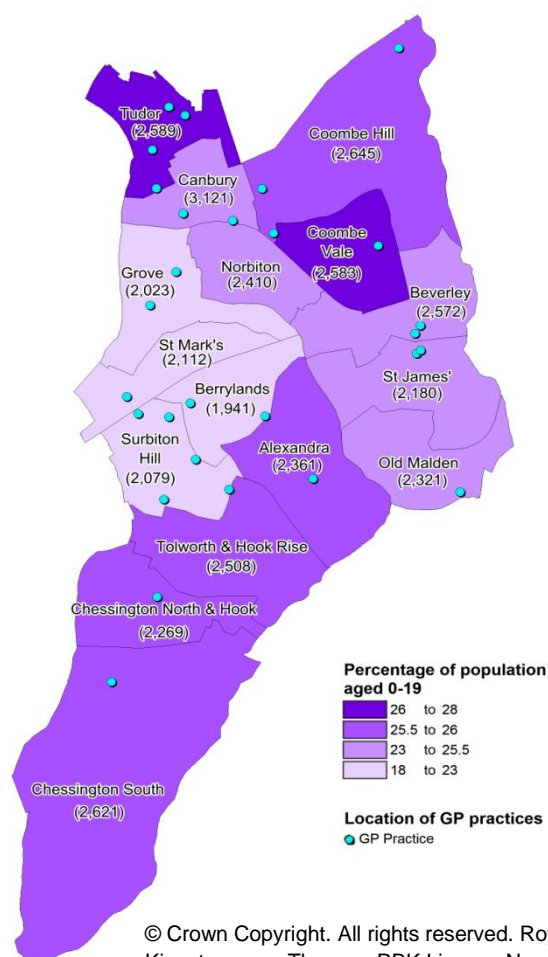 Tudor
(2,589)
Coombe Hill
(2,645)
Canbury
(3,121)
Coombe
Vale
(2,583)
Norbiton
(2,410)
Grove
(2,023)
Beverley
(2,572)
St Mark's
(2,112)
St James'
(2,180)
Berrylands
(1,941)
Surbiton
Hill
(2,079)
Alexandra
(2,361)
Old Malden
(2,321)
Tolworth & Hook Rise
(2,508)
Chessington North & Hook
(2,269)
Chessington South
(2,621)
Percentage of population
aged 0-19
26 to 28
25.5 to 26
23 to 25.5
18 to 23
Location of GP practices
GP Practice
© Crown Copyright. All rights reserved. Ro